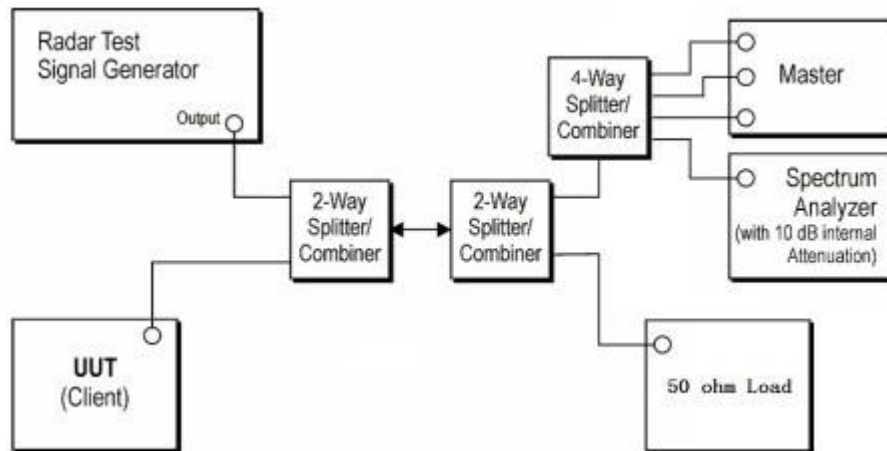 Radar Test
Signal Generator
Output
4-Way
Splitter/
Combiner
Master
2-Way
Splitter/
Combiner
2-Way
Splitter/
Combiner
Spectrum
Analyzer
(with 10 dB internal
Attenuation)
UUT
(Client)
50 ohm Load